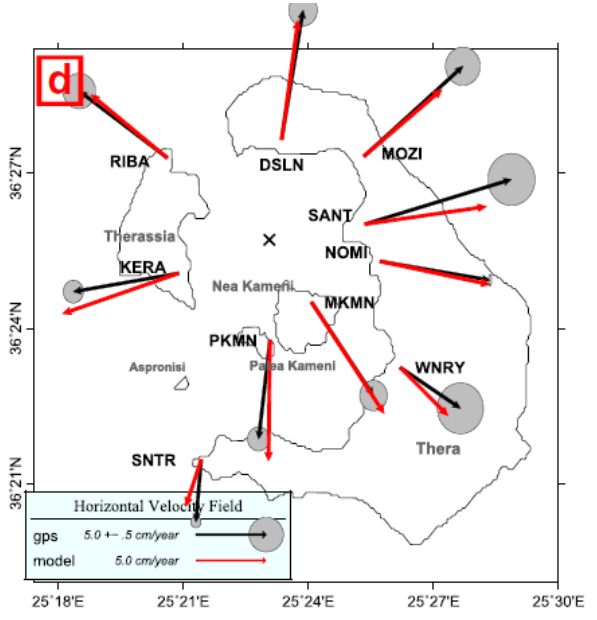 d
RIBA
DSLN
MOZI
36°27'N
SANT
Therassia
NOMI
KERA
Nea Kameni
MKMN
36°24'N
PKMN
Palea Kameni
WNRY
Aspronisi
Thera
SNTR
36°21'N
Horizontal Velocity Field
gps 5.0 +− .5 cm/year
model 5.0 cm/year
25°18'E 25°21'E 25°24'E 25°27'E 25°30'E